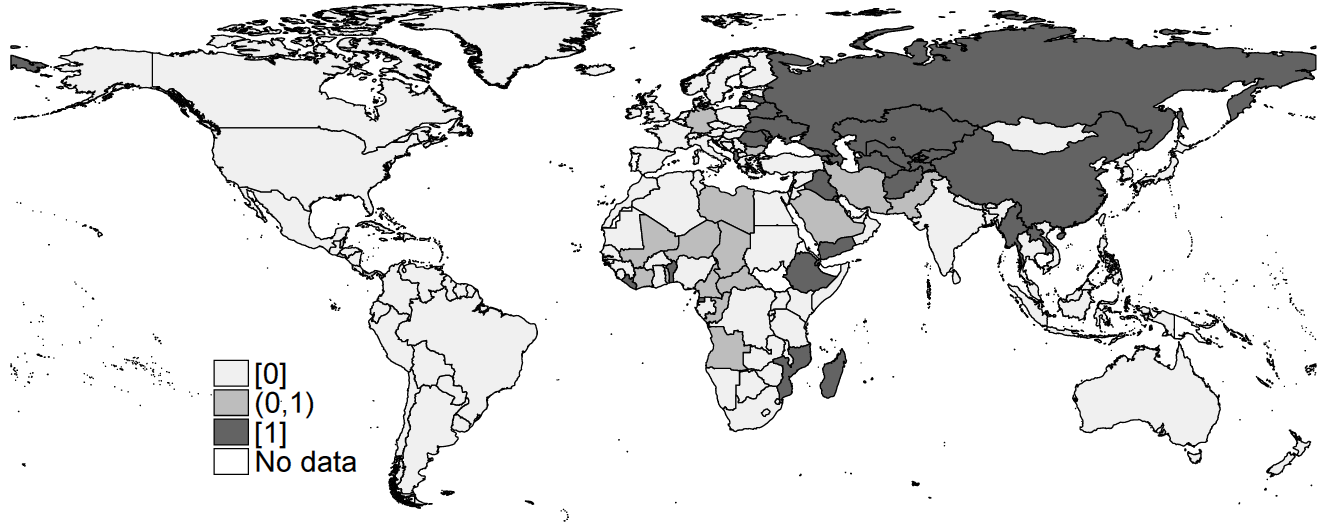 [0]
(0,1)
[1]
No data